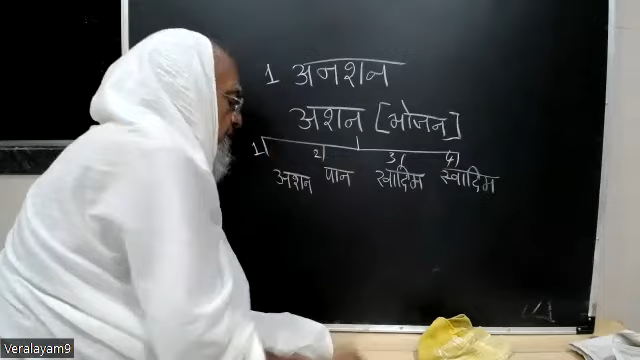 1 अनशन
अशन [भोजन]
1) 2) 3) 4)
अशन पान खादिम स्वादिम
Veralayam9